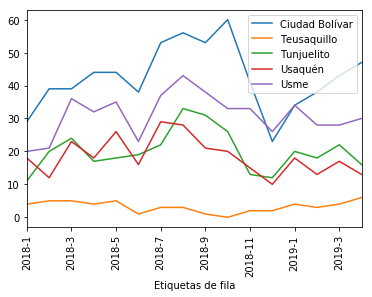 60
50
40
30
20
10
0
Ciudad Bolívar
Teusaquillo
Tunjuelito
Usaquén
Usme
2018-1
2018-3
2018-5
2018-7
2018-9
2018-11
2019-1
2019-3
Etiquetas de fila